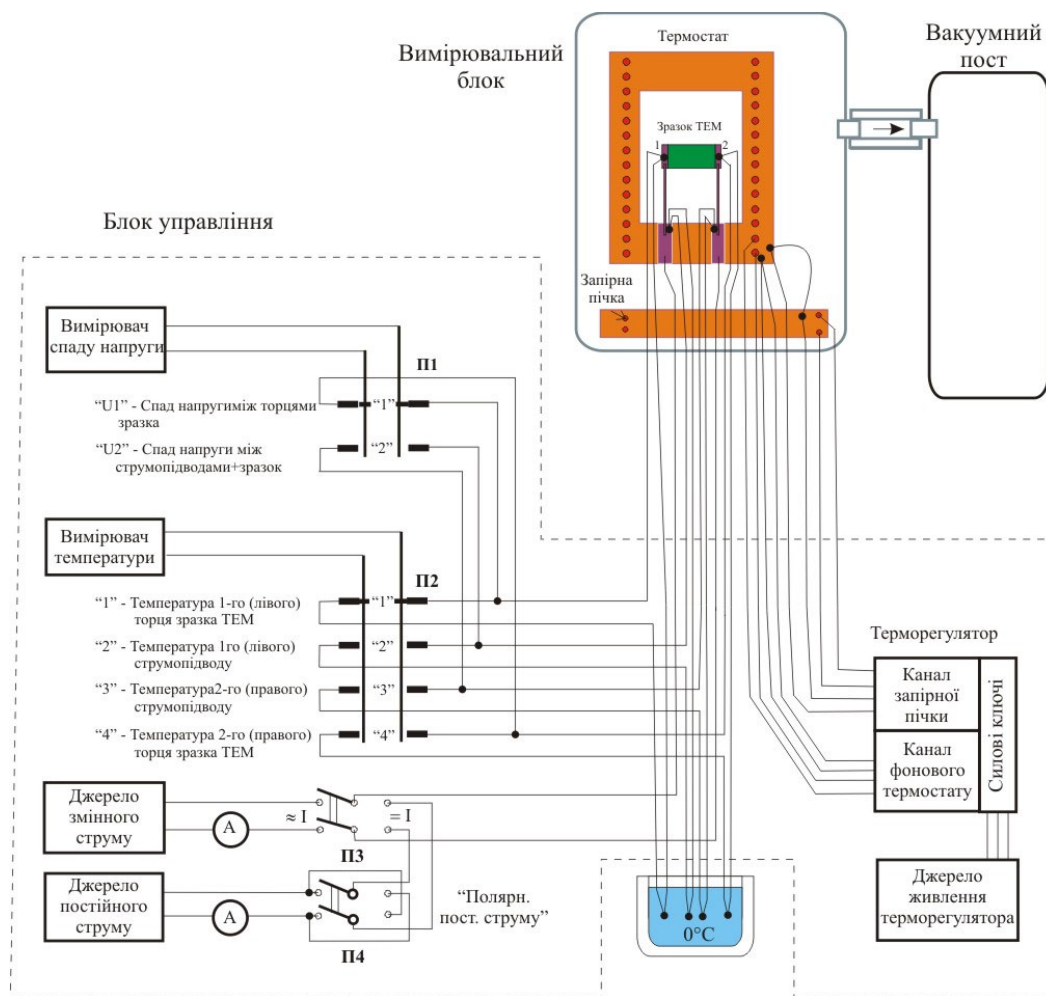 Вимірювальний
блок
Термостат
Вакуумний
пост
Зразок ТЕМ
1
2
Запірна
пічка
Блок управління
Вимірювач
спаду напруги
П1
“U1” - Спад напругиміж торцями
зразка
“1”
“U2” - Спад напруги між
струмопідводами+зразок
“2”
Вимірювач
температури
П2
“1” - Температура 1-го (лівого)
торця зразка ТЕМ
“1”
“2” - Температура 1го (лівого)
струмопідводу
“2”
“3” - Температура2-го (правого)
струмопідводу
“3”
“4” - Температура 2-го (правого)
торця зразка ТЕМ
“4”
Терморегулятор
Канал
запірної
пічки
Канал
фонового
термостату
Силові ключі
Джерело
живлення
терморегулятора
Джерело
змінного
струму
A
≈ I
= I
П3
Джерело
постійного
струму
A
“Полярн.
пост. струму”
П4
0°C